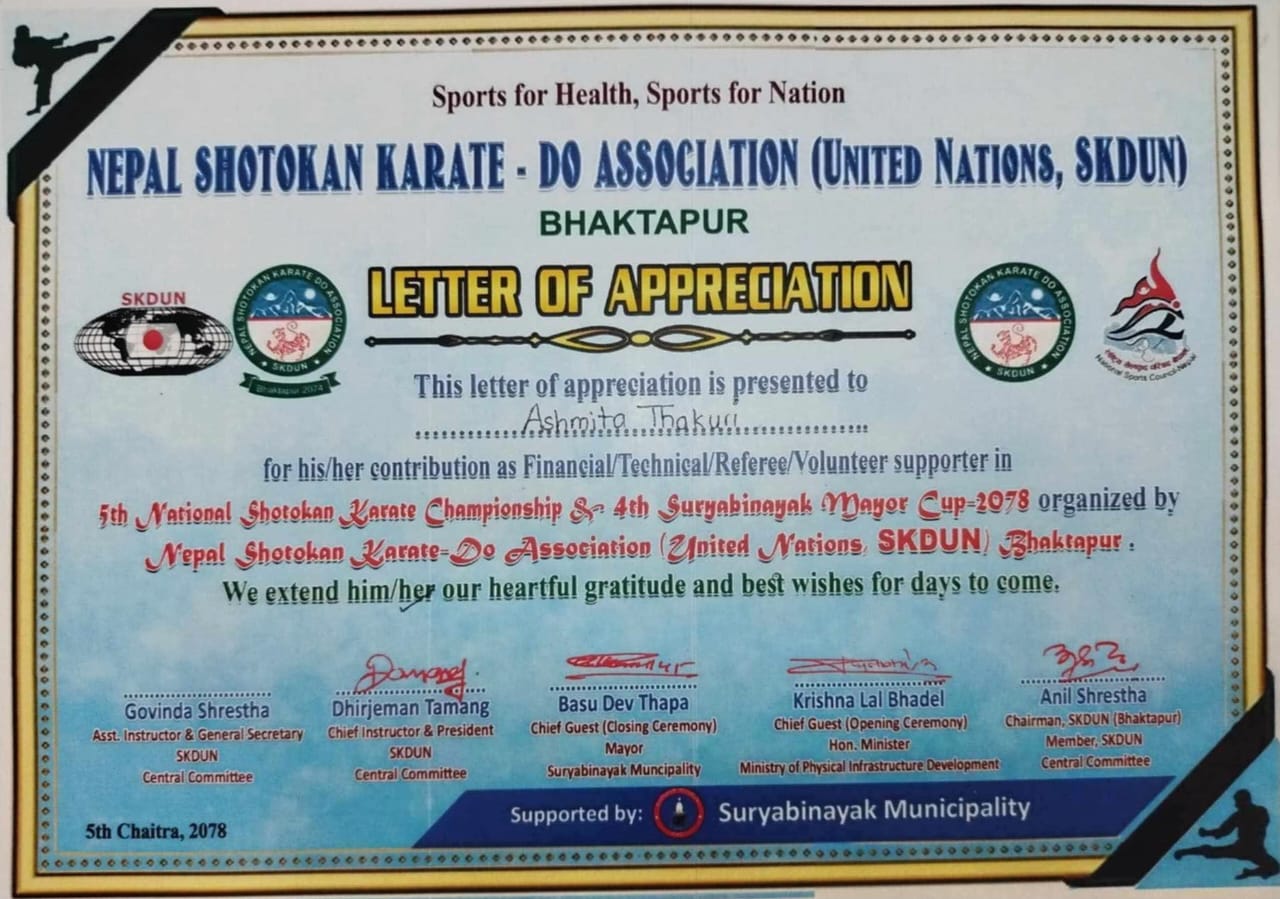 Sports for Health, Sports for Nation
NEPAL SHOTOKAN KARATE - DO ASSOCIATION (UNITED NATIONS, SKDUN)
BHAKTAPUR
LETTER OF APPRECIATION
SKDUN
NEPAL SHOTOKAN KARATE DO ASSOCIATION
SKDUN
Bhaktapur 2074
NEPAL SHOTOKAN KARATE DO ASSOCIATION
SKDUN
National Sports Council Nepal
This letter of appreciation is presented to
Ashmita Thakuri
for his/her contribution as Financial/Technical/Referee/Volunteer supporter in
5th National Shotokan Karate Championship & 4th Suryabinayak Mayor Cup-2078 organized by
Nepal Shotokan Karate-Do Association (United Nations, SKDUN) Bhaktapur .
We extend him/her our heartful gratitude and best wishes for days to come.
Govinda Shrestha
Asst. Instructor & General Secretary
SKDUN
Central Committee
Dhirjeman Tamang
Chief Instructor & President
SKDUN
Central Committee
Basu Dev Thapa
Chief Guest (Closing Ceremony)
Mayor
Suryabinayak Muncipality
Krishna Lal Bhadel
Chief Guest (Opening Ceremony)
Hon. Minister
Ministry of Physical Infrastructure Development
Anil Shrestha
Chairman, SKDUN (Bhaktapur)
Member, SKDUN
Central Committee
5th Chaitra, 2078
Supported by: Suryabinayak Municipality